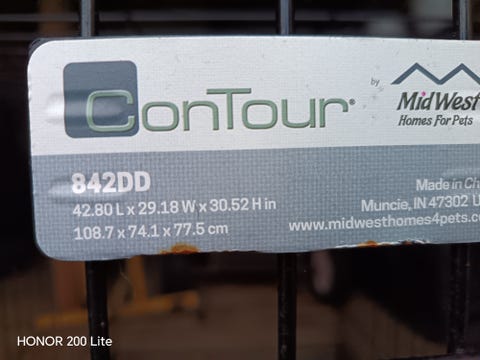 ConTour®
by
MidWest
Homes For Pets
842DD
42.80 L x 29.18 W x 30.52 H in
108.7 x 74.1 x 77.5 cm
Made in Ch
Muncie, IN 47302 U
www.midwesthomes4pets.co
HONOR 200 Lite